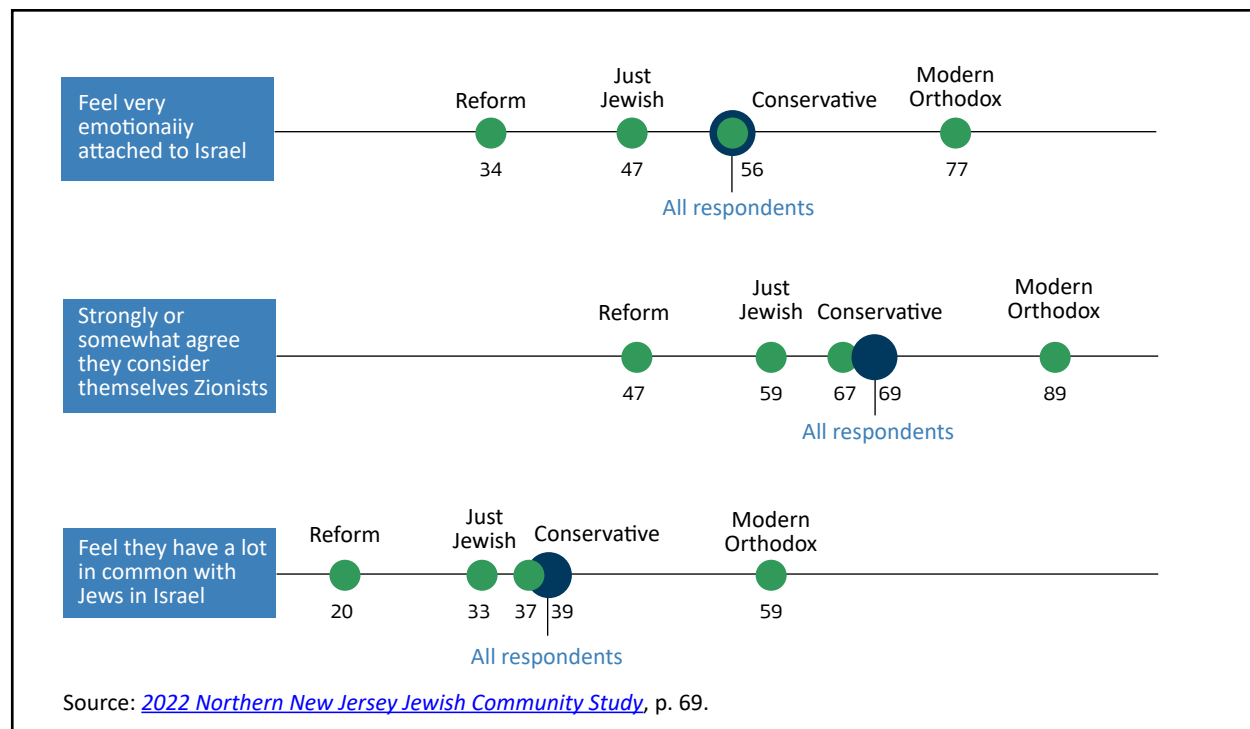 Feel very
emotionaiiy
attached to Israel
Reform
Just
Jewish
Conservative
Modern
Orthodox
34
47
56
77
All respondents
Strongly or
somewhat agree
they consider
themselves Zionists
Reform
Just
Jewish
Conservative
Modern
Orthodox
47
59
67
69
89
All respondents
Feel they have a lot
in common with
Jews in Israel
Reform
Just
Jewish
Conservative
Modern
Orthodox
20
33
37
39
59
All respondents
Source: 2022 Northern New Jersey Jewish Community Study, p. 69.